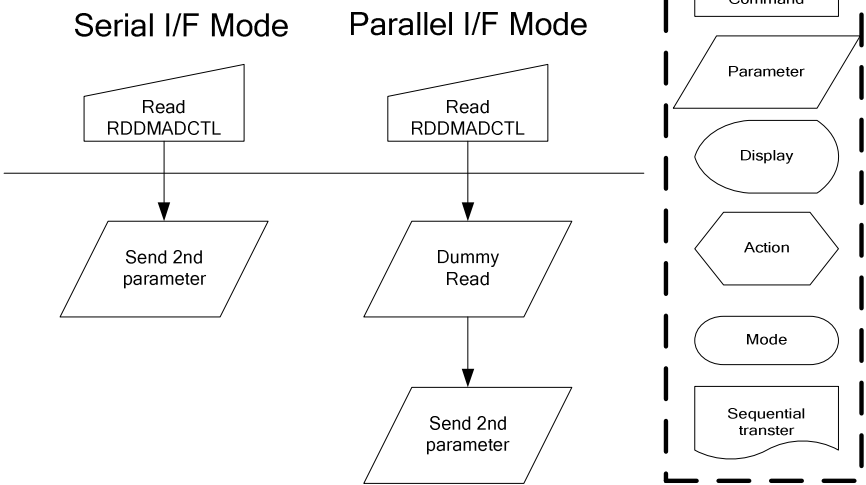 Serial I/F Mode
Parallel I/F Mode
Read
RDDMADCTL
Read
RDDMADCTL
Send 2nd
parameter
Dummy
Read
Send 2nd
parameter
Command
Parameter
Display
Action
Mode
Sequential
transter